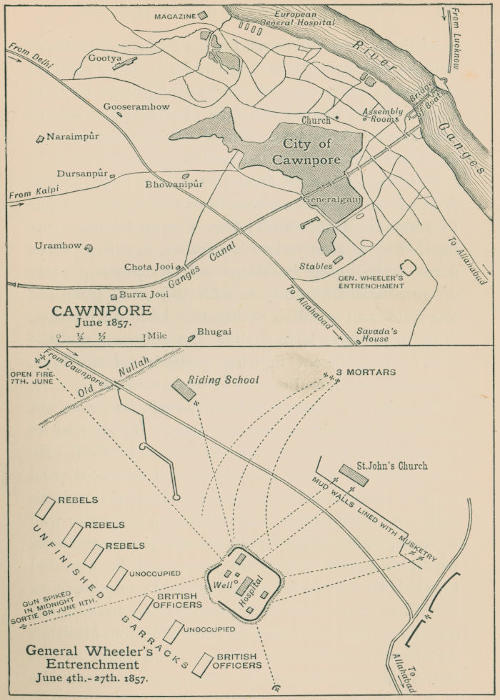 MAGAZINE
European
General Hospital
From Lucknow
From Delhi
River
Gootya
Bridge
of
Boats
Gooseramhow
Church
Assembly
Rooms
Ganges
Naraimpûr
City of
Cawnpore
Dursanpûr
Bhowanipûr
From Kalpi
Generalganj
Uramhow
Chota Jooi
Ganges Canal
Stables
GEN. WHEELER'S
ENTRENCHMENT
To Allahabad
Burra Jooi
To Allahabad
CAWNPORE
June 1857.
0 ¼ ½ 1 Mile
Bhugai
Savada's
House
From Cawnpore
OPEN FIRE
7TH. JUNE
Old Nullah
Riding School
3 MORTARS
St. John's Church
MUD WALLS LINED WITH MUSKETRY
REBELS
REBELS
REBELS
UNFINISHED
BARRACKS
UNOCCUPIED
Well
Hospital
GUN SPIKED
IN MIDNIGHT
SORTIE ON JUNE 11TH.
BRITISH
OFFICERS
UNOCCUPIED
BRITISH
OFFICERS
General Wheeler's
Entrenchment
June 4th.-27th. 1857.
To
Allahabad